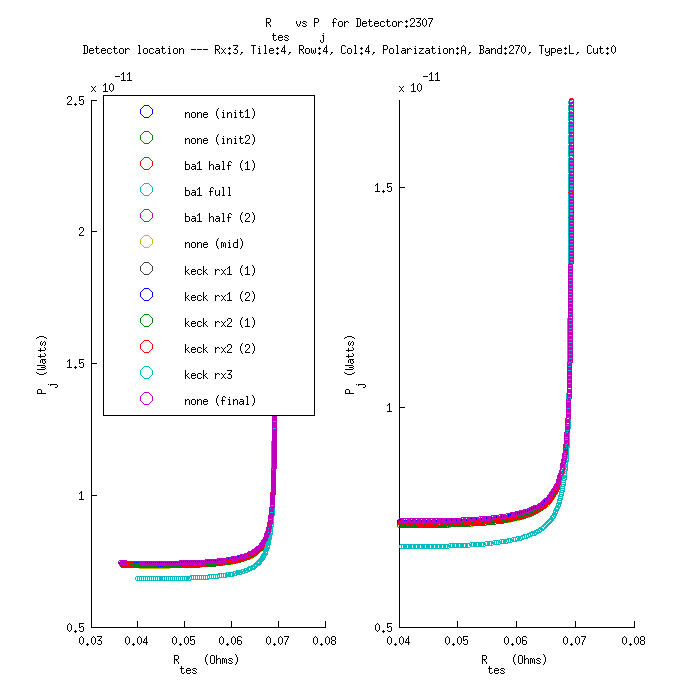 R tes vs P j for Detector:2307
Detector location --- Rx:3, Tile:4, Row:4, Col:4, Polarization:A, Band:270, Type:L, Cut:0
x 10^-11
2.5
2
1.5
1
0.5
0.03 0.04 0.05 0.06 0.07 0.08
R tes (Ohms)
P j (Watts)
none (init1)
none (init2)
ba1 half (1)
ba1 full
ba1 half (2)
none (mid)
keck rx1 (1)
keck rx1 (2)
keck rx2 (1)
keck rx2 (2)
keck rx3
none (final)
x 10^-11
1.5
1
0.5
0.04 0.05 0.06 0.07 0.08
R tes (Ohms)
P j (Watts)